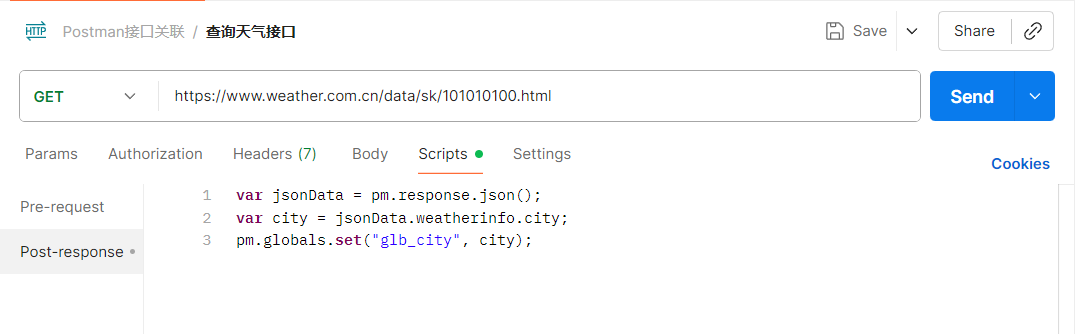 HTTP Postman接口关联 / 查询天气接口 Save Share
GET https://www.weather.com.cn/data/sk/101010100.html Send
Params Authorization Headers (7) Body Scripts Settings Cookies
Pre-request
Post-response
1 var jsonData = pm.response.json();
2 var city = jsonData.weatherinfo.city;
3 pm.globals.set("glb_city", city);